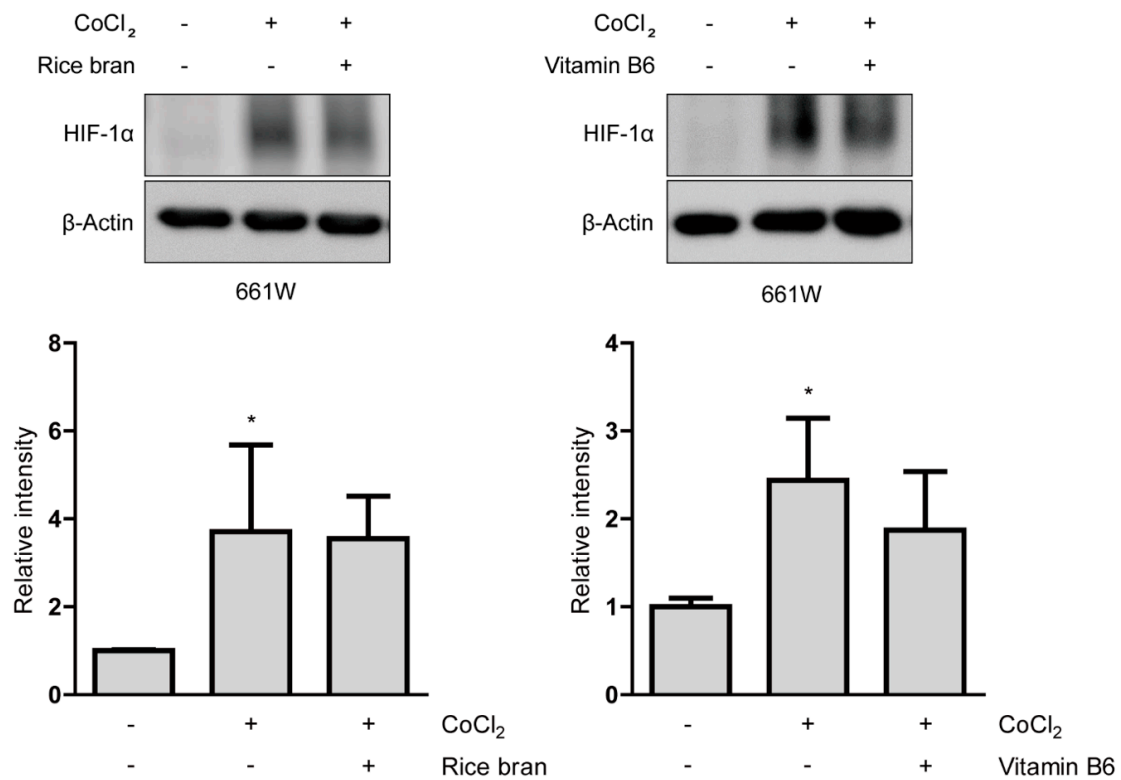 CoCl₂ - + +
Rice bran - - +
HIF-1α
β-Actin
661W
CoCl₂ - + +
Vitamin B6 - - +
HIF-1α
β-Actin
661W
Relative intensity
8
6
4
2
0
*
- + + CoCl₂
- - + Rice bran
Relative intensity
4
3
2
1
0
*
- + + CoCl₂
- - + Vitamin B6